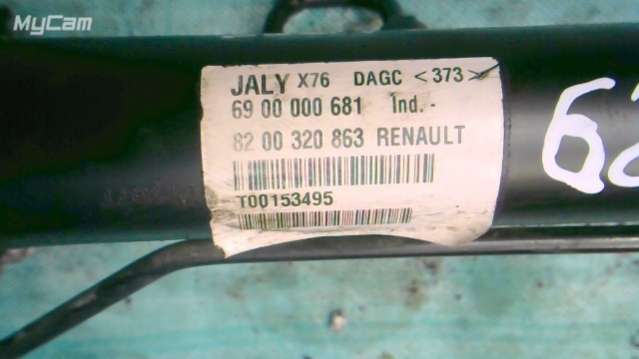 MyCam
JALY X76 DAGC <373>
69 00 000 681 Ind. -
82 00 320 863 RENAULT
T00153495